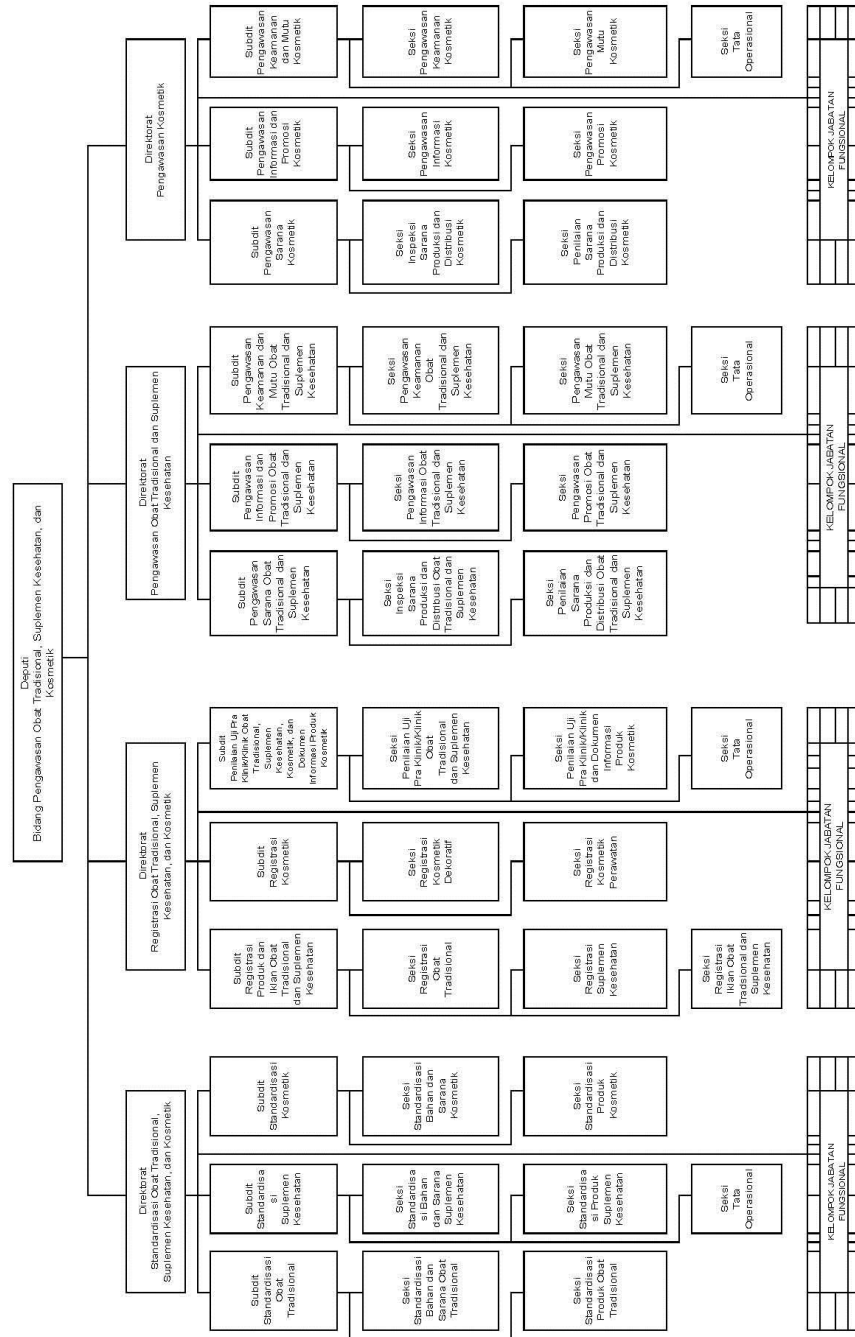 Deputi
Bidang Pengawasan Obat Tradisional, Suplemen Kesehatan, dan
Kosmetik
Direktorat
Standardisasi Obat Tradisional,
Suplemen Kesehatan, dan Kosmetik
Subdit
Standardisasi
Obat
Tradisional
Subdit
Standardisa
si
Suplemen
Kesehatan
Subdit
Standardisasi
Kosmetik
Seksi
Standardisasi
Bahan dan
Sarana Obat
Tradisional
Seksi
Standardisa
si Bahan
dan Sarana
Suplemen
Kesehatan
Seksi
Standardisasi
Bahan dan
Sarana
Kosmetik
Seksi
Standardisasi
Produk Obat
Tradisional
Seksi
Standardisa
si Produk
Suplemen
Kesehatan
Seksi
Standardisasi
Produk
Kosmetik
Seksi
Tata
Operasional
KELOMPOK JABATAN
FUNGSIONAL
Direktorat
Registrasi Obat Tradisional, Suplemen
Kesehatan, dan Kosmetik
Subdit
Registrasi
Produk dan
Iklan Obat
Tradisional
dan Suplemen
Kesehatan
Subdit
Registrasi
Kosmetik
Subdit
Penilaian Uji Pra
Klinik/Klinik Obat
Tradisional,
Suplemen
Kesehatan,
Kosmetik, dan
Dokumen
Informasi Produk
Kosmetik
Seksi
Registrasi
Obat
Tradisional
Seksi
Registrasi
Kosmetik
Dekoratif
Seksi
Penilaian Uji
Pra Klinik/Klinik
Obat
Tradisional
dan Suplemen
Kesehatan
Seksi
Registrasi
Suplemen
Kesehatan
Seksi
Registrasi
Kosmetik
Perawatan
Seksi
Penilaian Uji
Pra Klinik/Klinik
dan Dokumen
Informasi
Produk
Kosmetik
Seksi
Registrasi
Iklan Obat
Tradsional dan
Suplemen
Kesehatan
Seksi
Tata
Operasional
KELOMPOK JABATAN
FUNGSIONAL
Direktorat
Pengawasan Obat Tradisional dan Suplemen
Kesehatan
Subdit
Pengawasan
Sarana Obat
Tradisional dan
Suplemen
Kesehatan
Subdit
Pengawasan
Informasi dan
Promosi Obat
Tradisional dan
Suplemen
Kesehatan
Subdit
Pengawasan
Keamanan dan
Mutu Obat
Tradisional dan
Suplemen
Kesehatan
Seksi
Inspeksi
Sarana
Produksi dan
Distribusi Obat
Tradisional dan
Suplemen
Kesehatan
Seksi
Pengawasan
Informasi Obat
Tradisional dan
Suplemen
Kesehatan
Seksi
Pengawasan
Keamanan
Obat
Tradisional dan
Suplemen
Kesehatan
Seksi
Penilaian
Sarana
Produksi dan
Distribusi Obat
Tradisional dan
Suplemen
Kesehatan
Seksi
Pengawasan
Promosi Obat
Tradisional dan
Suplemen
Kesehatan
Seksi
Pengawasan
Mutu Obat
Tradisional dan
Suplemen
Kesehatan
Seksi
Tata
Operasional
KELOMPOK JABATAN
FUNGSIONAL
Direktorat
Pengawasan Kosmetik
Subdit
Pengawasan
Sarana
Kosmetik
Subdit
Pengawasan
Informasi dan
Promosi
Kosmetik
Subdit
Pengawasan
Keamanan
dan Mutu
Kosmetik
Seksi
Inspeksi
Sarana
Produksi dan
Distribusi
Kosmetik
Seksi
Pengawasan
Informasi
Kosmetik
Seksi
Pengawasan
Keamanan
Kosmetik
Seksi
Penilaian
Sarana
Produksi dan
Distribusi
Kosmetik
Seksi
Pengawasan
Promosi
Kosmetik
Seksi
Pengawasan
Mutu
Kosmetik
Seksi
Tata
Operasional
KELOMPOK JABATAN
FUNGSIONAL